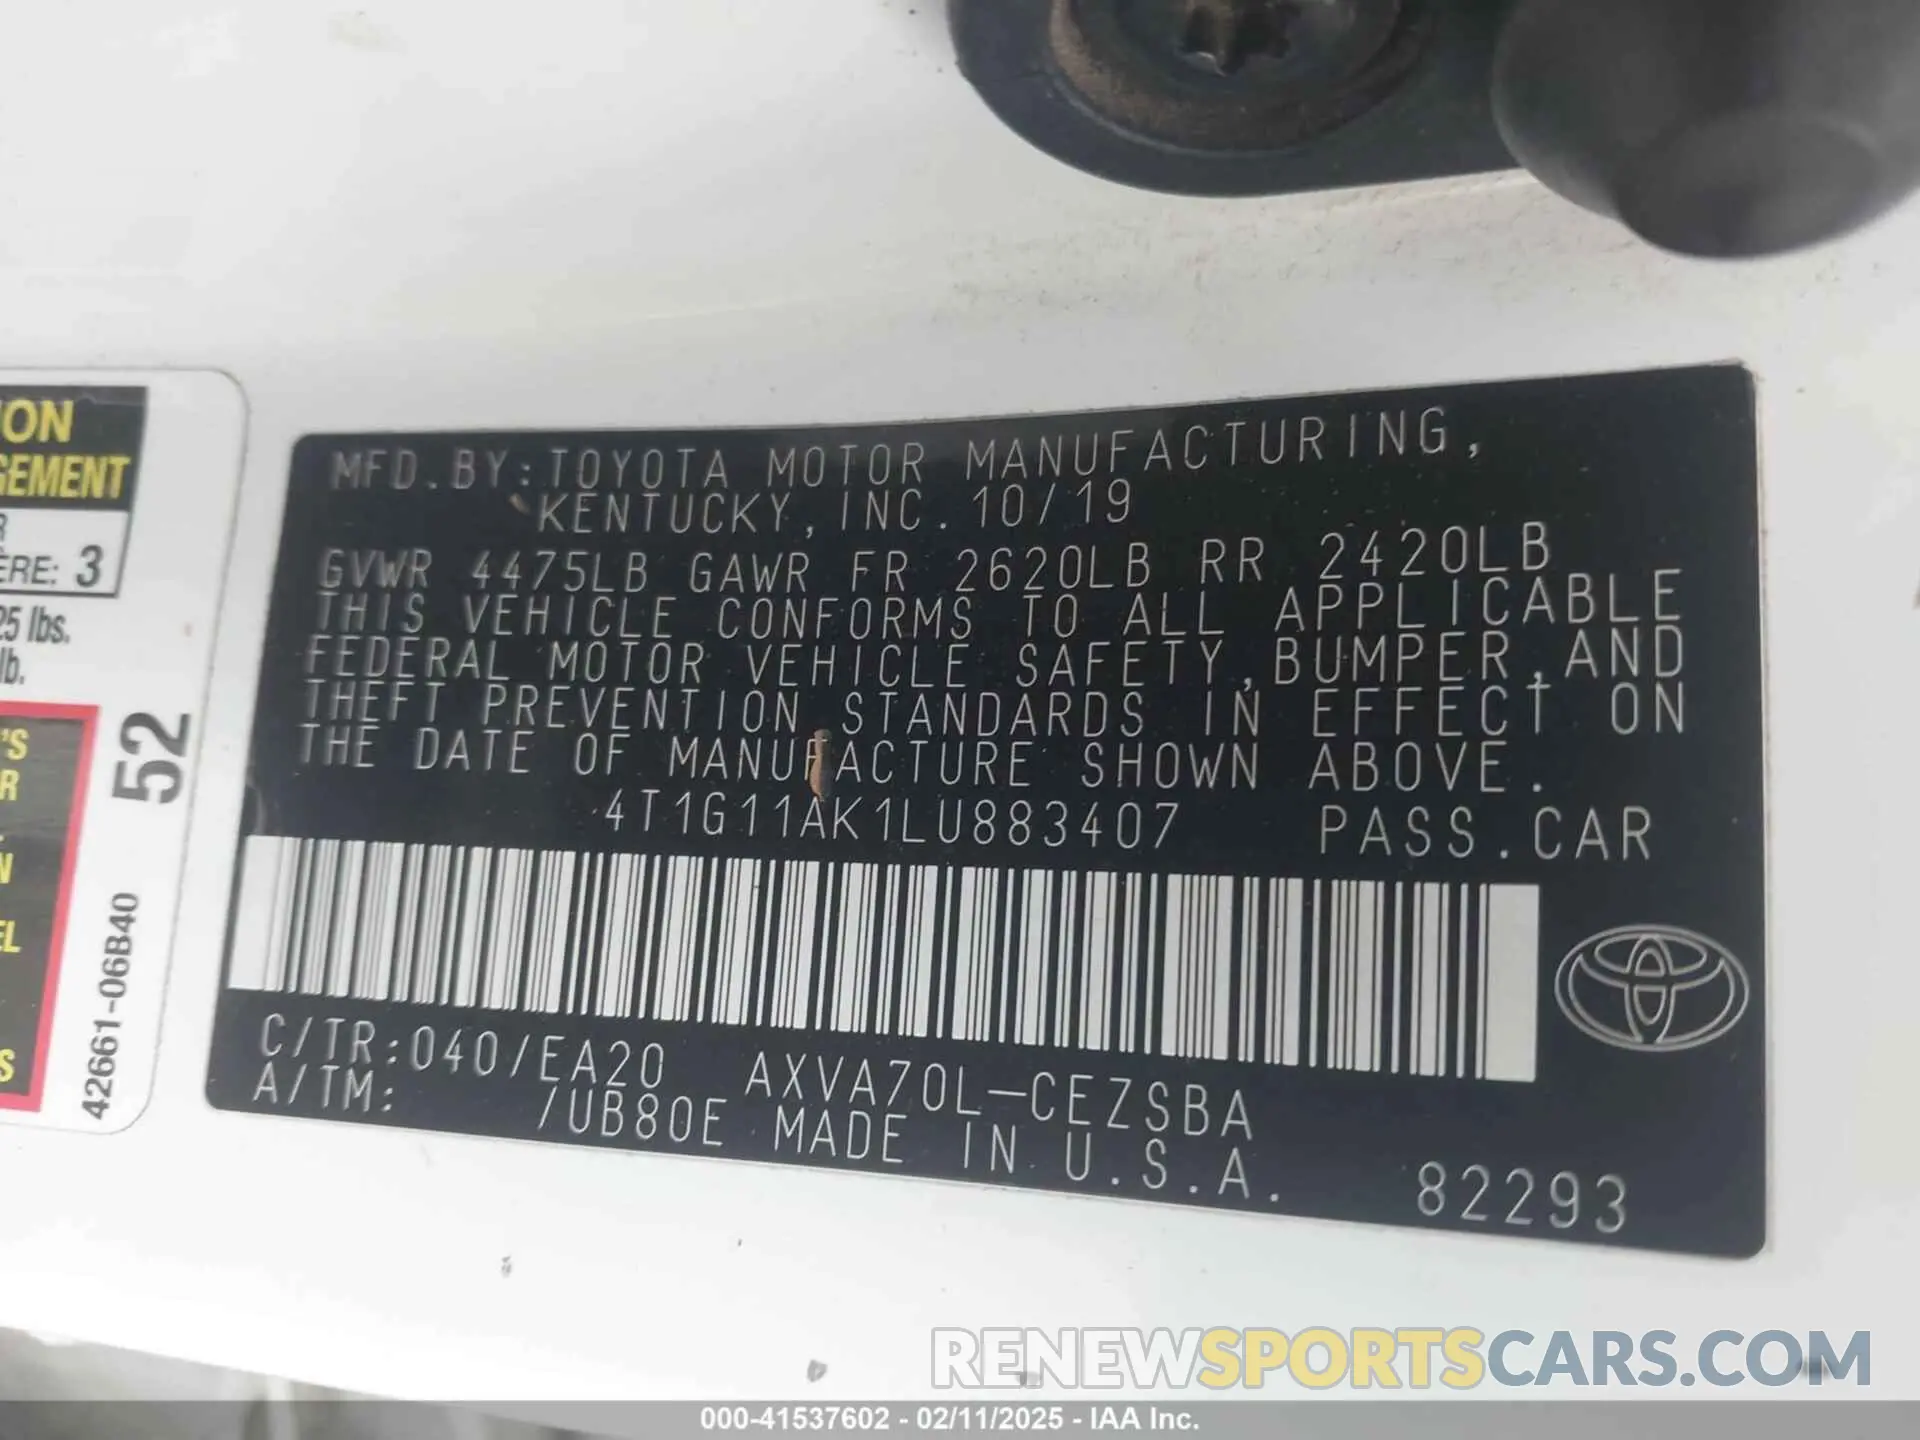 ION
GEMENT
R
ÈRE: 3
25 lbs.
lb.
'S
R
N
EL
S
52
42661-06B40
MFD.BY:TOYOTA MOTOR MANUFACTURING,
KENTUCKY,INC. 10/19
GVWR 4475LB GAWR FR 2620LB RR 2420LB
THIS VEHICLE CONFORMS TO ALL APPLICABLE
FEDERAL MOTOR VEHICLE SAFETY,BUMPER,AND
THEFT PREVENTION STANDARDS IN EFFECT ON
THE DATE OF MANUFACTURE SHOWN ABOVE.
4T1G11AK1LU883407 PASS.CAR
C/TR:040/EA20 AXVA70L-CEZSBA
A/TM: /UB80E MADE IN U.S.A.
82293
RENEWSPORTSCARS.COM
000-41537602 - 02/11/2025 - IAA Inc.